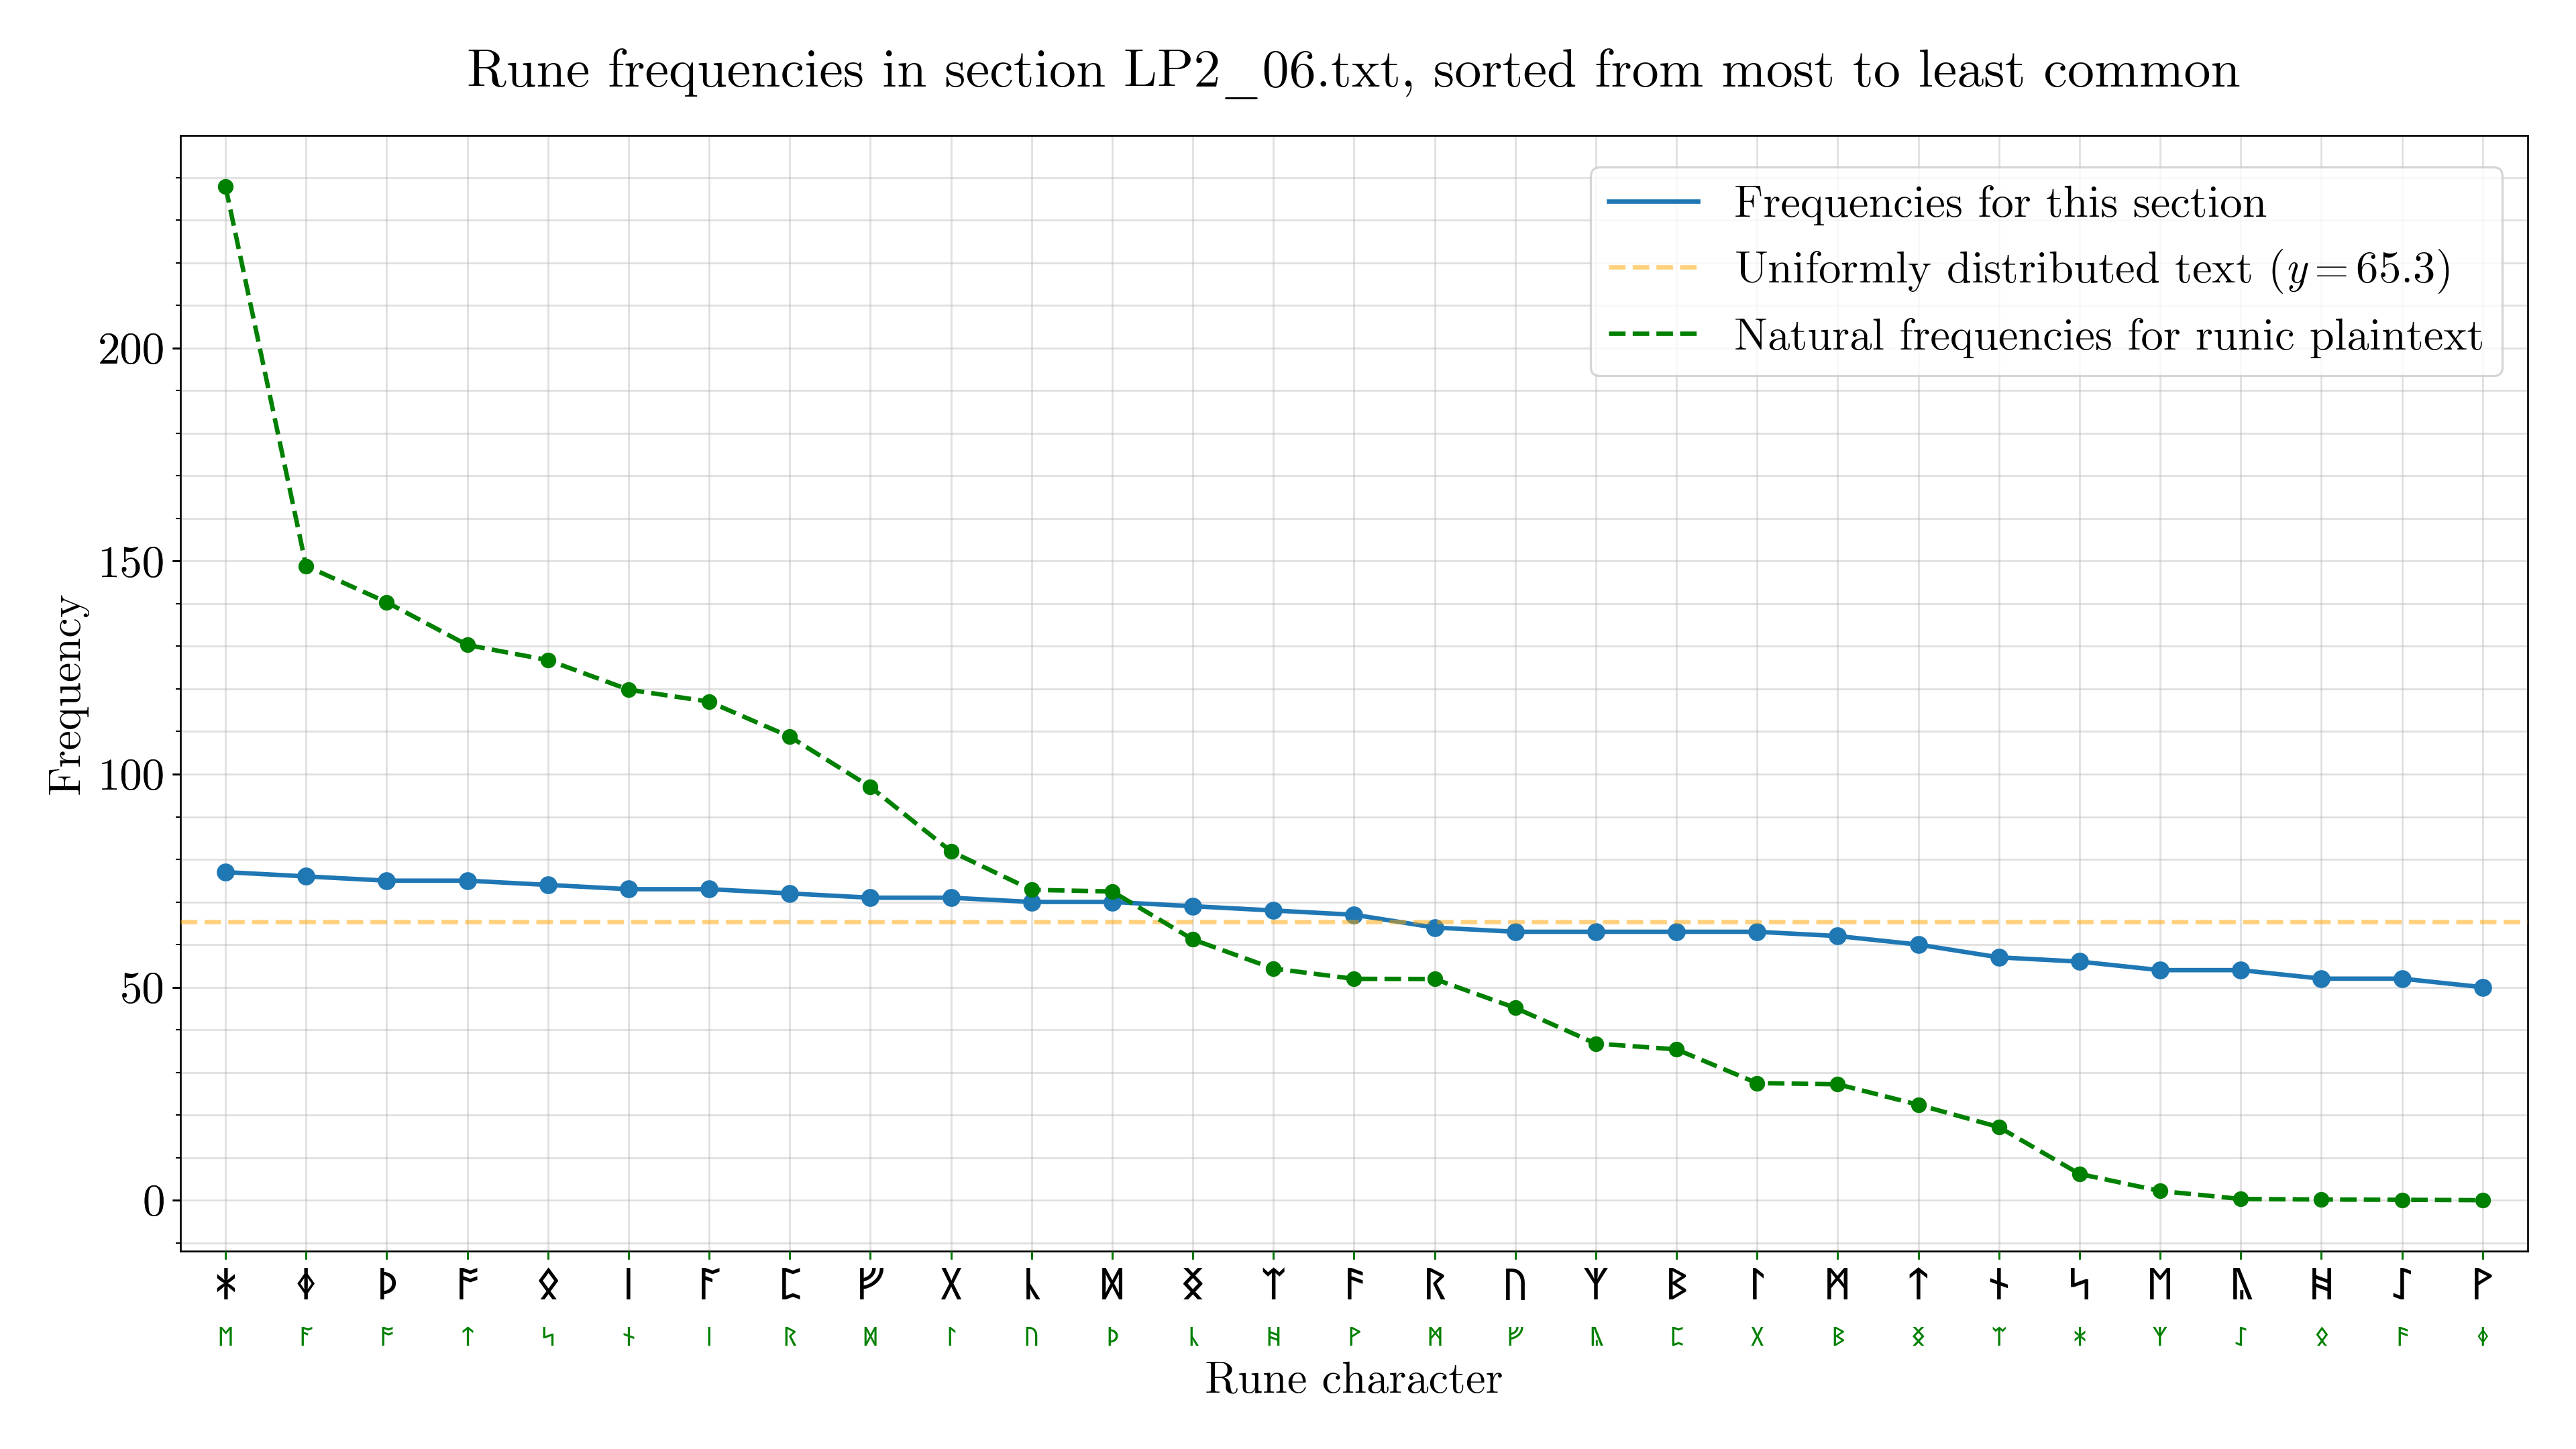 Rune frequencies in section LP2_06.txt, sorted from most to least common
Frequencies for this section
Uniformly distributed text (y = 65.3)
Natural frequencies for runic plaintext
Frequency
200
150
100
50
0
ᛡ ᛄ ᚦ ᚩ ᛟ ᛁ ᚪ ᛈ ᚠ ᚷ ᚳ ᛞ ᛝ ᛠ ᚫ ᚱ ᚢ ᛉ ᛒ ᛚ ᛗ ᛏ ᚾ ᛋ ᛖ ᚣ ᚻ ᛇ ᚹ
ᛖ ᚪ ᚩ ᛏ ᛋ ᚾ ᛁ ᚱ ᛞ ᛚ ᚢ ᚦ ᚳ ᚻ ᚹ ᛗ ᚠ ᚣ ᛈ ᚷ ᛒ ᛝ ᛠ ᛡ ᛉ ᛇ ᛟ ᚫ ᛄ
Rune character